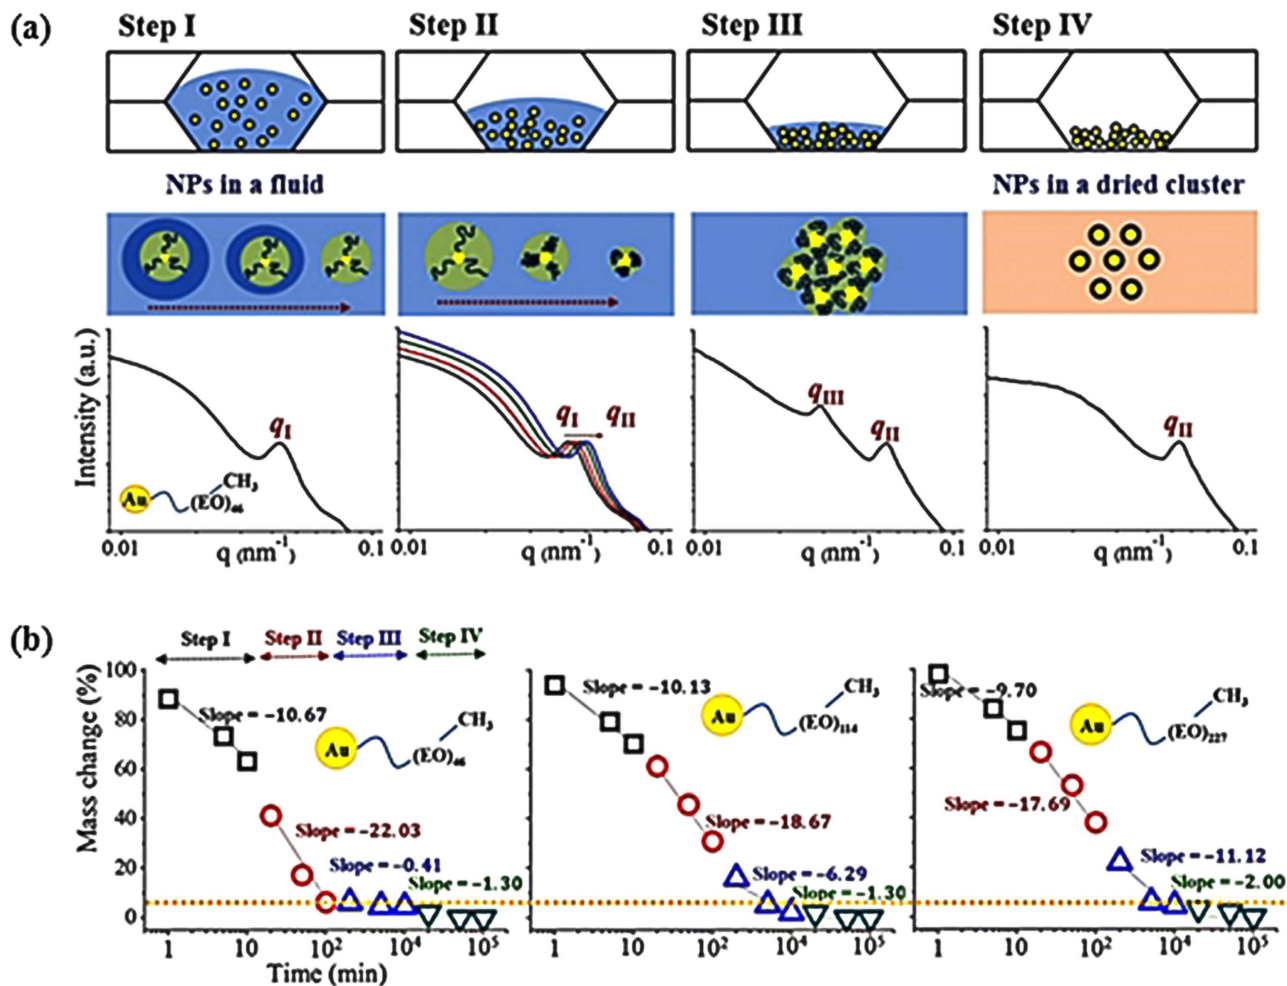 (a)
Step I
Step II
Step III
Step IV
NPs in a fluid
NPs in a dried cluster
Intensity (a.u.)
qI
qI qII
qIII
qII
qII
Au
(EO)46
CH3
0.01 0.1
q (nm-1)
0.01 0.1
q (nm-1)
0.01 0.1
q (nm-1)
0.01 0.1
q (nm-1)
(b)
Step I Step II Step III Step IV
Mass change (%)
100
80
60
40
20
0
Slope = -10.67
CH3
Au
(EO)46
Slope = -22.03
Slope = -0.41
Slope = -1.30
1 10 10² 10⁴ 10⁵
Time (min)
Slope = -10.13
CH3
Au
(EO)114
Slope = -18.67
Slope = -6.29
Slope = -1.30
1 10 10² 10⁴ 10⁵
Slope = -9.70
CH3
Au
(EO)227
Slope = -17.69
Slope = -11.12
Slope = -2.00
1 10 10² 10⁴ 10⁵